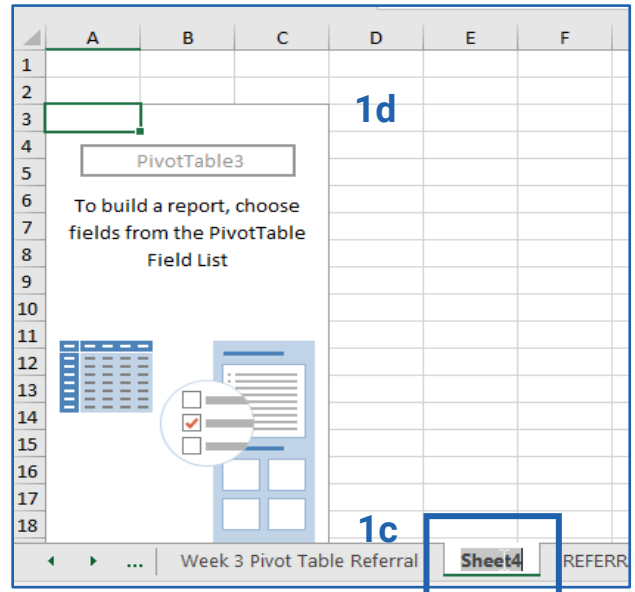 A B C D E F
1
2
3
1d
4
PivotTable3
5
6
To build a report, choose
7
fields from the PivotTable
8
Field List
9
10
11
12
13
14
15
16
17
18
1c
... Week 3 Pivot Table Referral Sheet4 REFERR